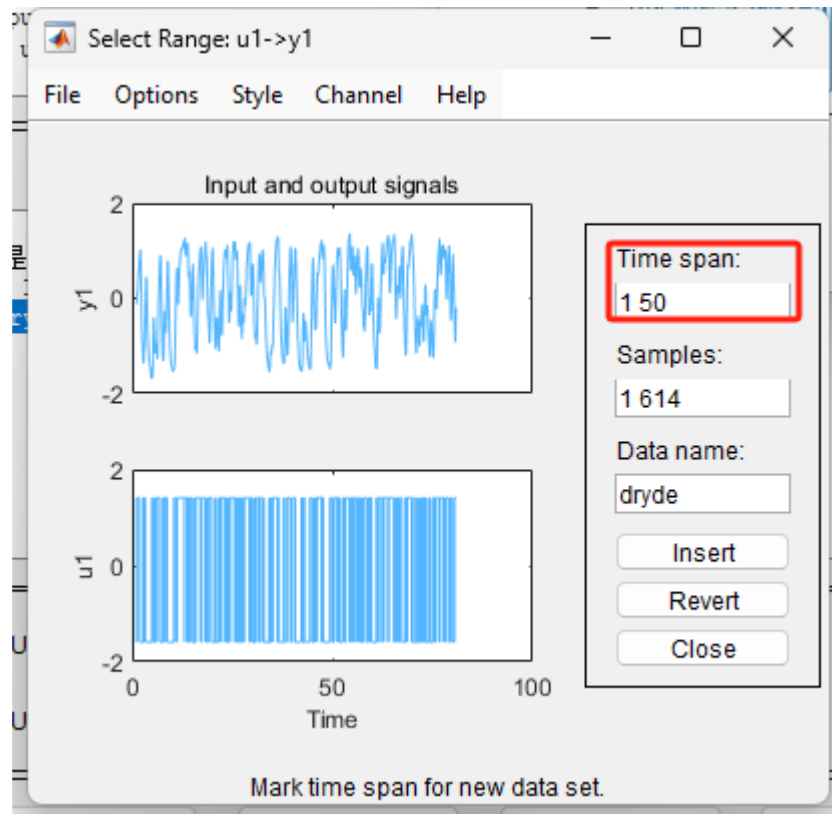 Select Range: u1->y1
File Options Style Channel Help
Input and output signals
2
0
-2
y1
2
0
-2
u1
0 50 100
Time
Time span:
1 50
Samples:
1 614
Data name:
dryde
Insert
Revert
Close
Mark time span for new data set.